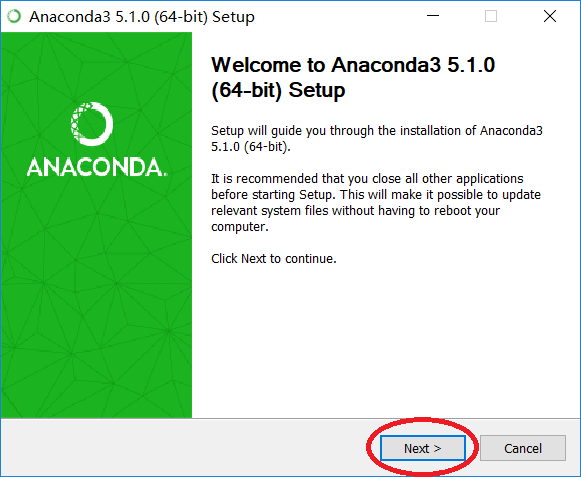 Anaconda3 5.1.0 (64-bit) Setup
ANACONDA.
Welcome to Anaconda3 5.1.0
(64-bit) Setup
Setup will guide you through the installation of Anaconda3
5.1.0 (64-bit).
It is recommended that you close all other applications
before starting Setup. This will make it possible to update
relevant system files without having to reboot your
computer.
Click Next to continue.
Next >
Cancel